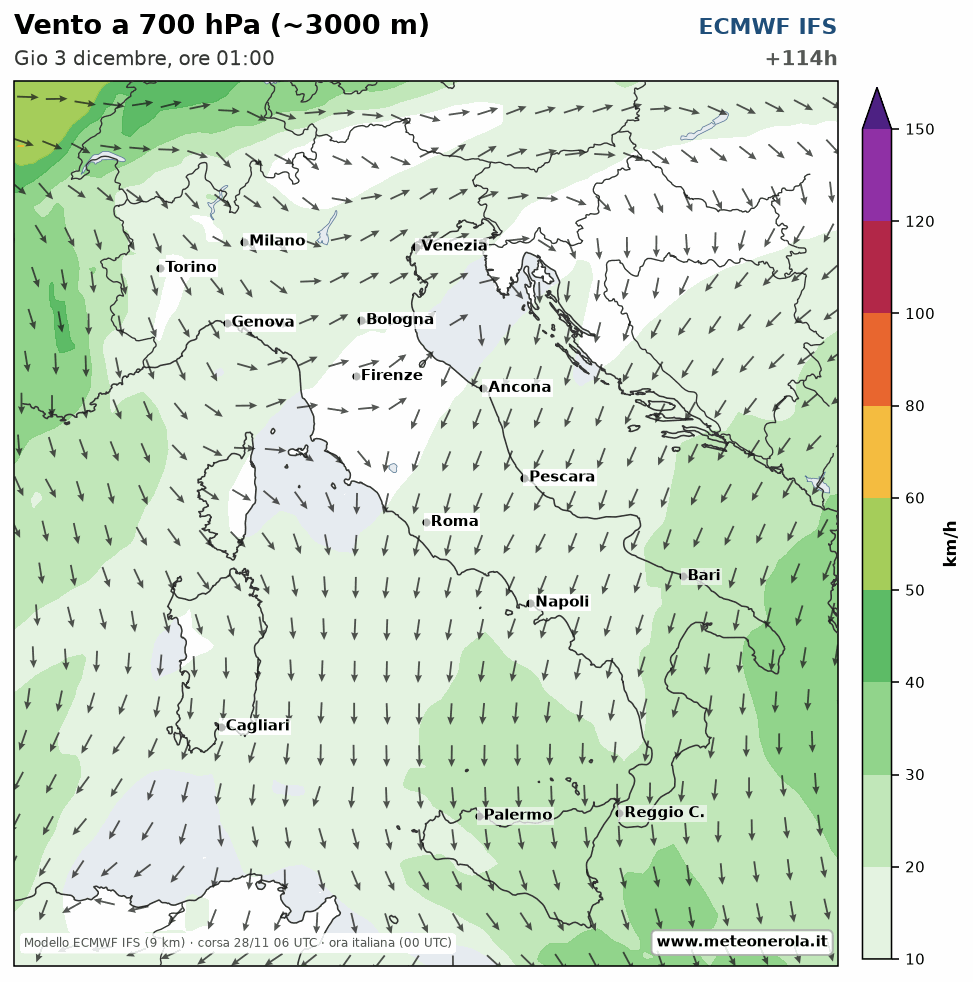 Vento a 700 hPa (~3000 m)
ECMWF IFS
Gio 3 dicembre, ore 01:00
+114h
Milano
Venezia
Torino
Genova
Bologna
Firenze
Ancona
Pescara
Roma
Bari
Napoli
Cagliari
Palermo
Reggio C.
Modello ECMWF IFS (9 km) · corsa 28/11 06 UTC · ora italiana (00 UTC)
www.meteonerola.it
150
120
100
80
60
50
40
30
20
10
km/h